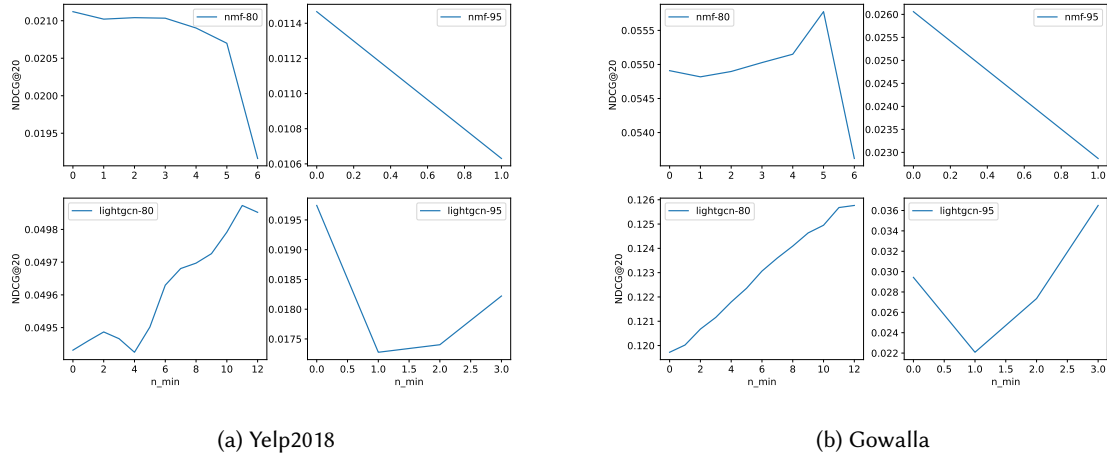 nmf-80
NDCG@20
0.0210
0.0205
0.0200
0.0195
0 1 2 3 4 5 6
nmf-95
0.0114
0.0112
0.0110
0.0108
0.0106
0.0 0.2 0.4 0.6 0.8 1.0
lightgcn-80
NDCG@20
0.0498
0.0497
0.0496
0.0495
0 2 4 6 8 10 12
n_min
lightgcn-95
0.0195
0.0190
0.0185
0.0180
0.0175
0.0 0.5 1.0 1.5 2.0 2.5 3.0
n_min
(a) Yelp2018
nmf-80
NDCG@20
0.0555
0.0550
0.0545
0.0540
0 1 2 3 4 5 6
nmf-95
0.0260
0.0255
0.0250
0.0245
0.0240
0.0235
0.0230
0.0 0.2 0.4 0.6 0.8 1.0
lightgcn-80
NDCG@20
0.126
0.125
0.124
0.123
0.122
0.121
0.120
0 2 4 6 8 10 12
n_min
lightgcn-95
0.036
0.034
0.032
0.030
0.028
0.026
0.024
0.022
0.0 0.5 1.0 1.5 2.0 2.5 3.0
n_min
(b) Gowalla